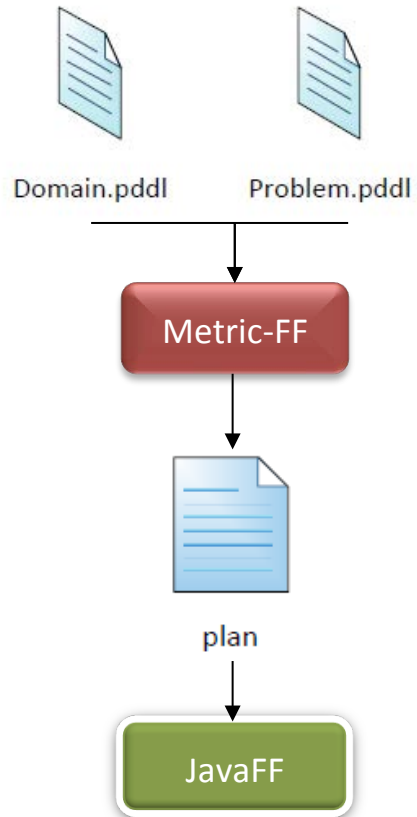 Domain.pddl
Problem.pddl
Metric-FF
plan
JavaFF